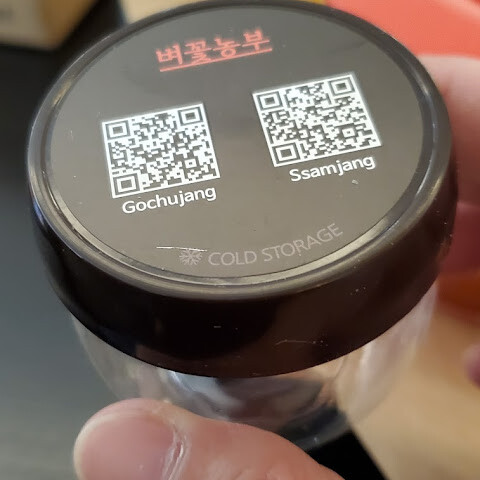 벼꽃농부
Gochujang
Ssamjang
COLD STORAGE